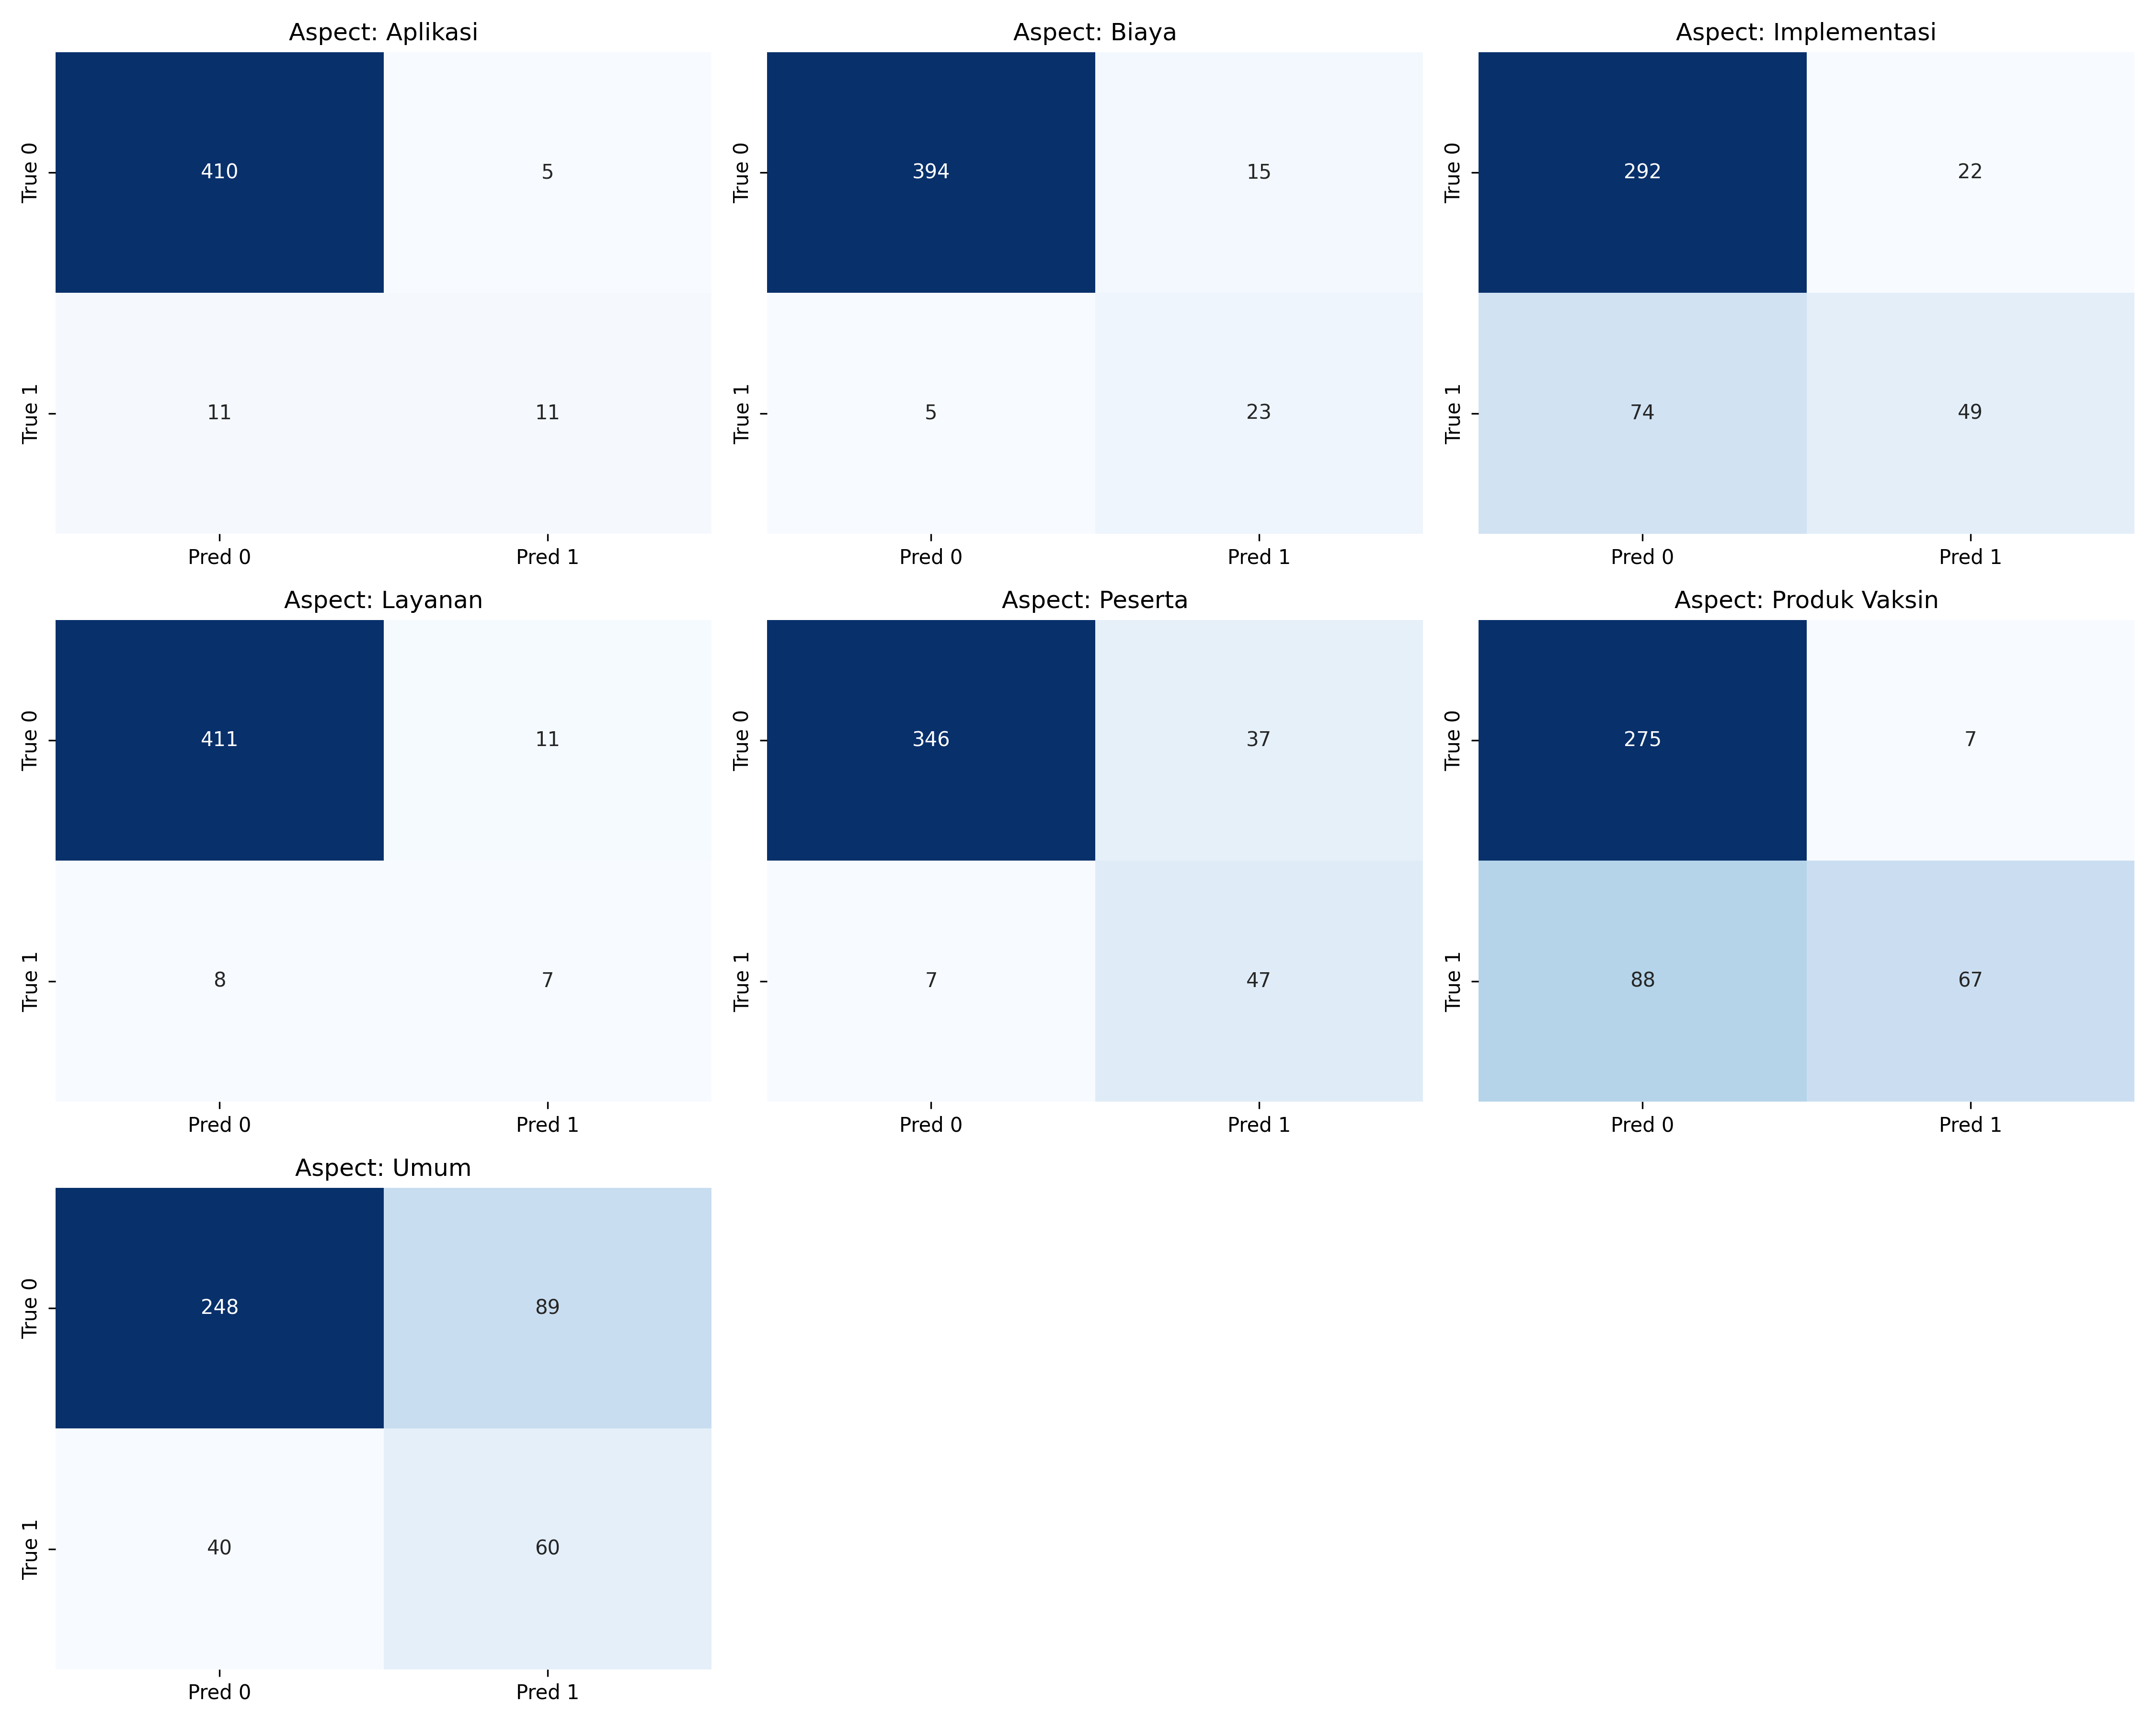 Aspect: Aplikasi
True 0
410
5
True 1
11
11
Pred 0
Pred 1
Aspect: Biaya
True 0
394
15
True 1
5
23
Pred 0
Pred 1
Aspect: Implementasi
True 0
292
22
True 1
74
49
Pred 0
Pred 1
Aspect: Layanan
True 0
411
11
True 1
8
7
Pred 0
Pred 1
Aspect: Peserta
True 0
346
37
True 1
7
47
Pred 0
Pred 1
Aspect: Produk Vaksin
True 0
275
7
True 1
88
67
Pred 0
Pred 1
Aspect: Umum
True 0
248
89
True 1
40
60
Pred 0
Pred 1